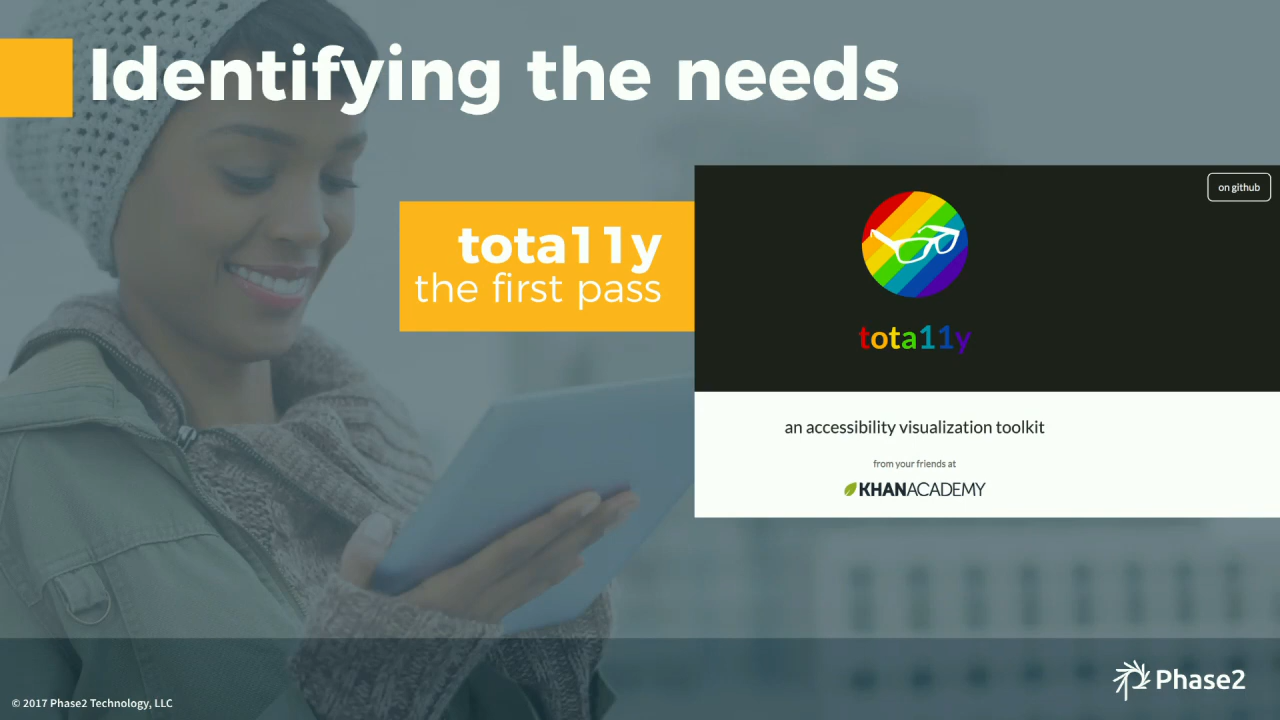 Identifying the needs
tota11y
the first pass
on github
tota11y
an accessibility visualization toolkit
from your friends at
KHANACADEMY
Phase2
© 2017 Phase2 Technology, LLC